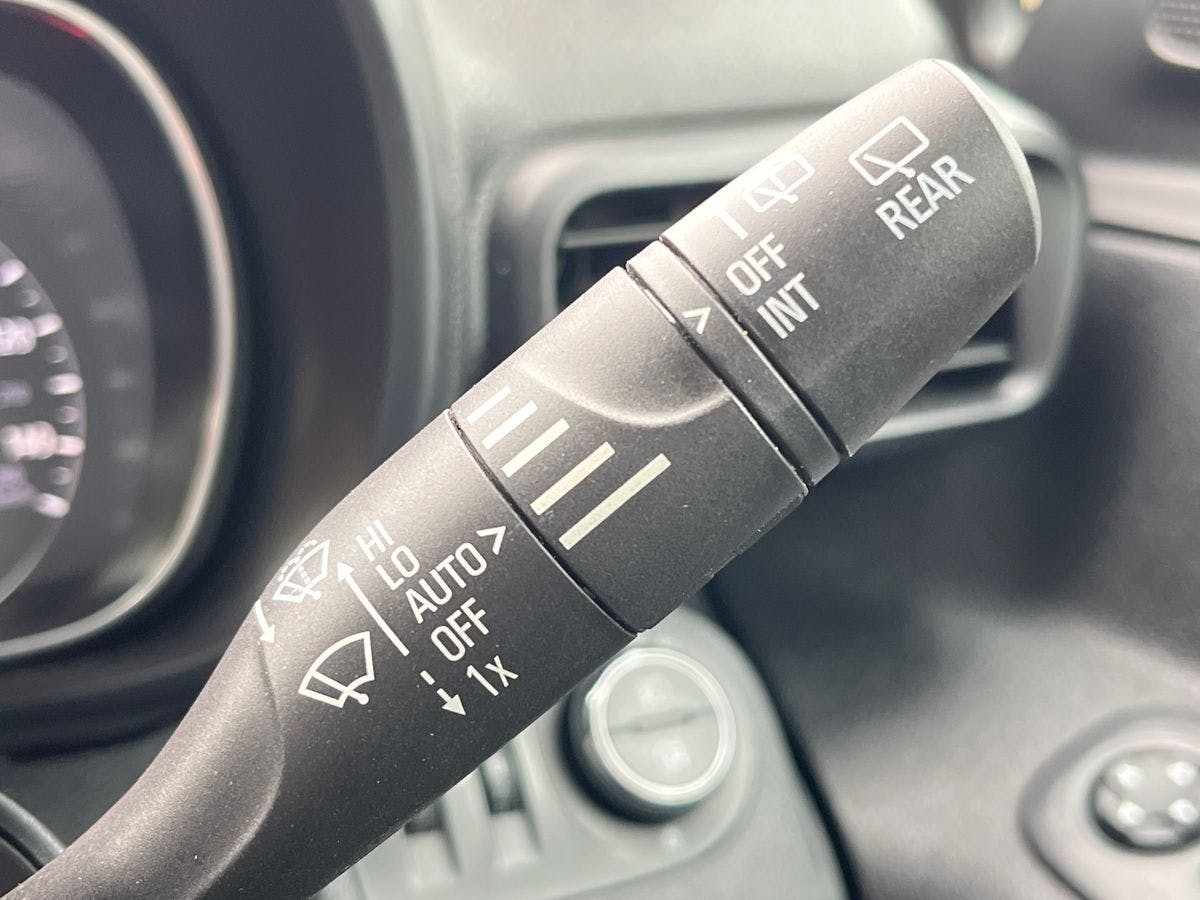 REAR
OFF
INT
HI
LO
AUTO
OFF
1x